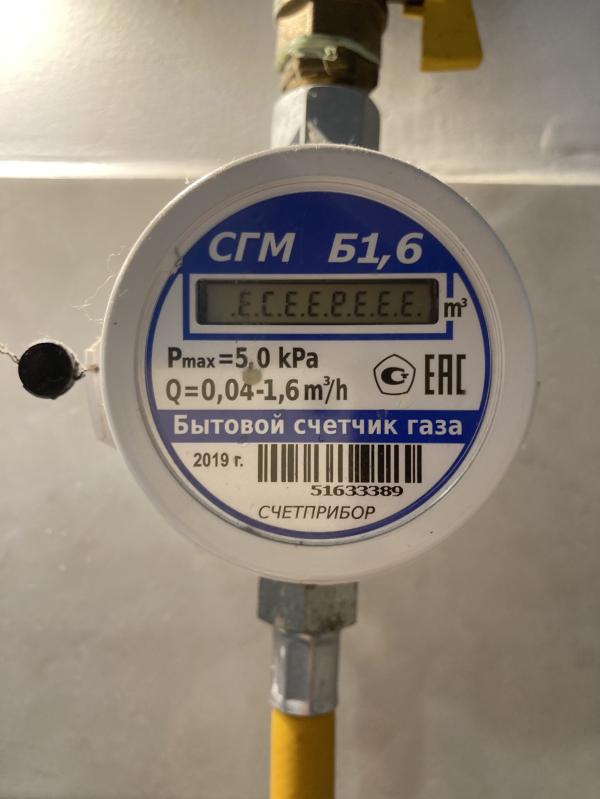 СГМ Б1,6
.E.C.E.E.P.E.E.E. m³
Pmax=5,0 kPa
Q=0,04-1,6 m³/h
ЕАС
Бытовой счетчик газа
2019 г.
51633389
СЧЕТПРИБОР